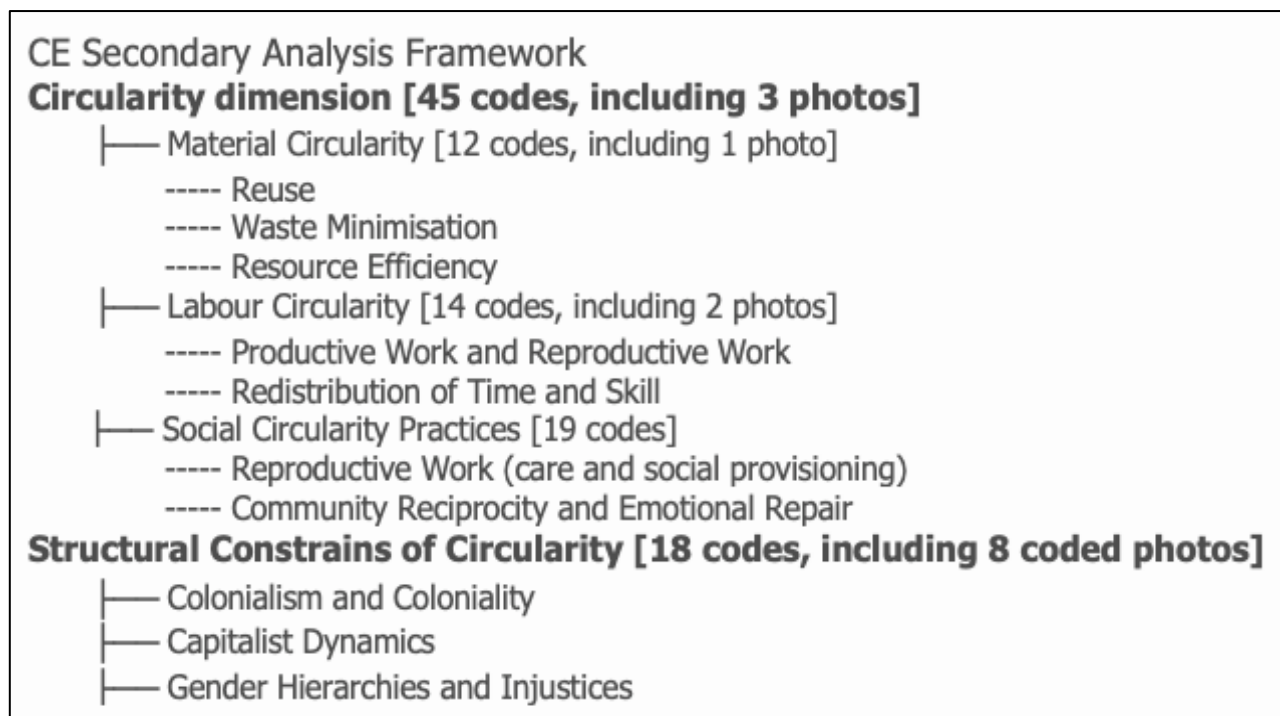 CE Secondary Analysis Framework
Circularity dimension [45 codes, including 3 photos]
├── Material Circularity [12 codes, including 1 photo]
----- Reuse
----- Waste Minimisation
----- Resource Efficiency
├── Labour Circularity [14 codes, including 2 photos]
----- Productive Work and Reproductive Work
----- Redistribution of Time and Skill
├── Social Circularity Practices [19 codes]
----- Reproductive Work (care and social provisioning)
----- Community Reciprocity and Emotional Repair
Structural Constrains of Circularity [18 codes, including 8 coded photos]
├── Colonialism and Coloniality
├── Capitalist Dynamics
├── Gender Hierarchies and Injustices